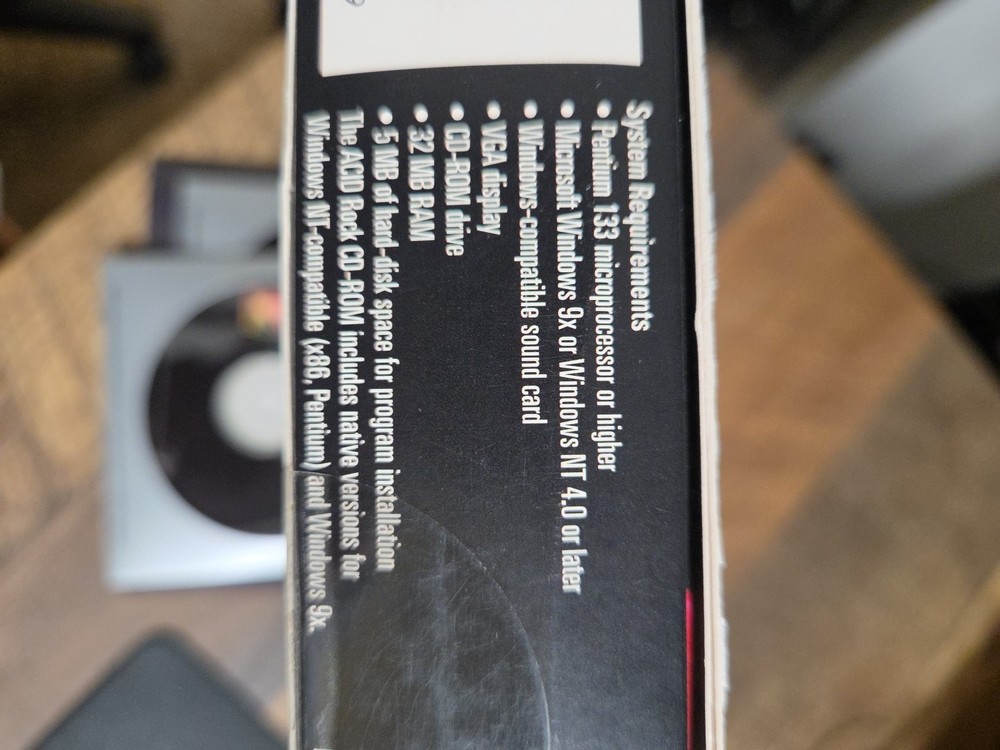 System Requirements
• Pentium 133 microprocessor or higher
• Microsoft Windows 9x or Windows NT 4.0 or later
• Windows-compatible sound card
• VGA display
• CD-ROM drive
• 32 MB RAM
• 5 MB of hard-disk space for program installation
The ACID Rock CD-ROM includes native versions for
Windows NT-compatible (x86, Pentium) and Windows 9x.